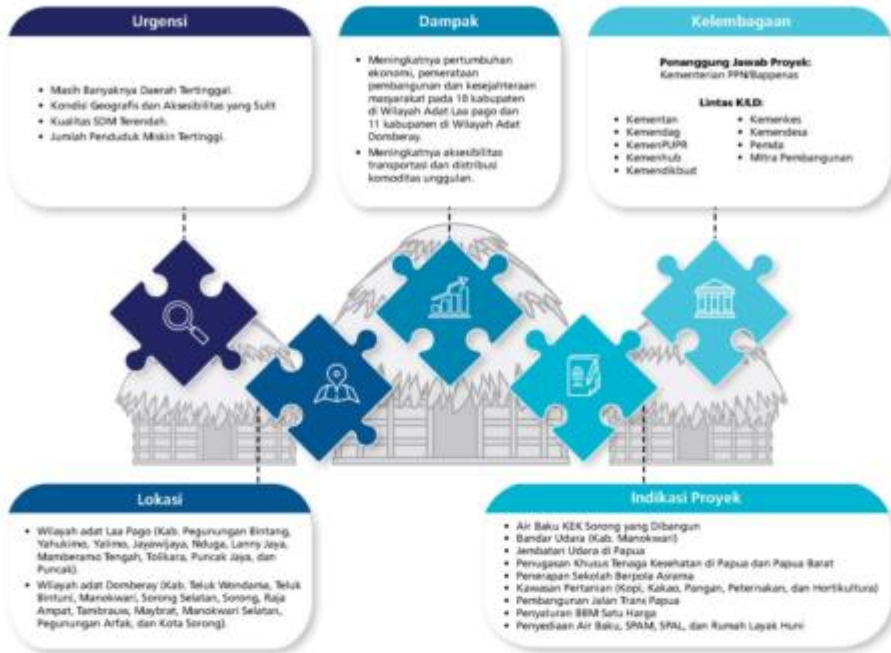 Urgensi
• Masih Banyaknya Daerah Tertinggal.
• Kondisi Geografis dan Aksesibilitas yang Sulit
• Kualitas SDM Terendah.
• Jumlah Penduduk Miskin Tertinggi.
Dampak
• Meningkatnya pertumbuhan
ekonomi, pemerataan
pembangunan dan kesejahteraan
masyarakat pada 10 kabupaten
di Wilayah Adat Laa pago dan
11 kabupaten di Wilayah Adat
Domberay.
• Meningkatnya aksesibilitas
transportasi dan distribusi
komoditas unggulan.
Kelembagaan
Penanggung Jawab Proyek:
Kementerian PPN/Bappenas
Lintas K/L/D:
• Kementan
• Kemendag
• KemenPUPR
• Kemenhub
• Kemendikbud
• Kemenkes
• Kemendesa
• Pemda
• Mitra Pembangunan
Lokasi
• Wilayah adat Laa Pago (Kab. Pegunungan Bintang,
Yahukimo, Yalimo, Jayawijaya, Nduga, Lanny Jaya,
Mamberamo Tengah, Tolikara, Puncak Jaya, dan
Puncak).
• Wilayah adat Domberay (Kab. Teluk Wondama, Teluk
Bintuni, Manokwari, Sorong Selatan, Sorong, Raja
Ampat, Tambrauw, Maybrat, Manokwari Selatan,
Pegunungan Arfak, dan Kota Sorong).
Indikasi Proyek
• Air Baku KEK Sorong yang Dibangun
• Bandar Udara (Kab. Manokwari)
• Jembatan Udara di Papua
• Penugasan Khusus Tenaga Kesehatan di Papua dan Papua Barat
• Penerapan Sekolah Berpola Asrama
• Kawasan Pertanian (Kopi, Kakao, Pangan, Peternakan, dan Hortikultura)
• Pembangunan Jalan Trans Papua
• Penyaluran BBM Satu Harga
• Penyediaan Air Baku, SPAM, SPAL, dan Rumah Layak Huni